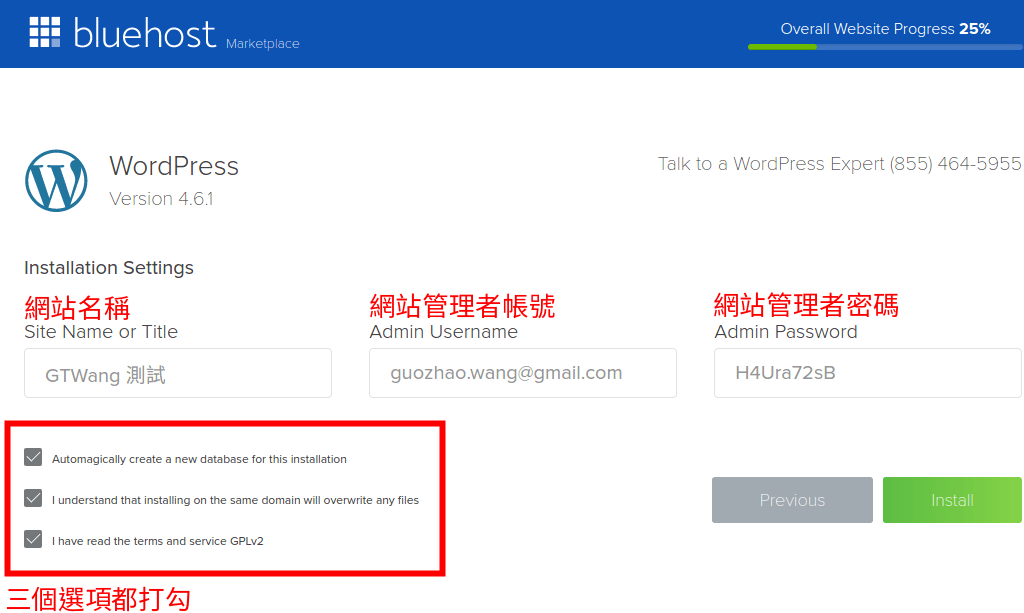 bluehost Marketplace
Overall Website Progress 25%
WordPress
Version 4.6.1
Talk to a WordPress Expert (855) 464-5955
Installation Settings
網站名稱
Site Name or Title
GTWang 測試
網站管理者帳號
Admin Username
guozhao.wang@gmail.com
網站管理者密碼
Admin Password
H4Ura72sB
Automagically create a new database for this installation
I understand that installing on the same domain will overwrite any files
I have read the terms and service GPLv2
Previous
Install
三個選項都打勾